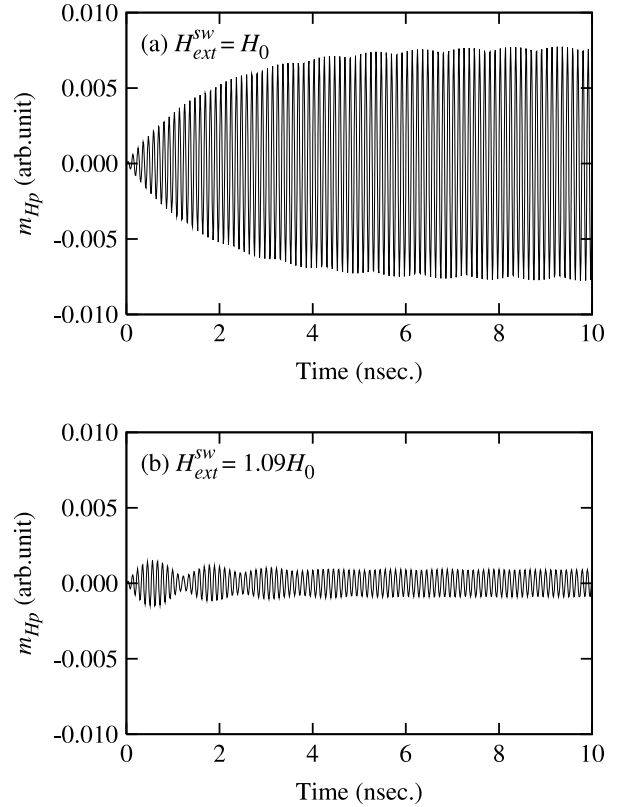 0.010
(a) H_ext^sw = H_0
0.005
0.000
-0.005
-0.010
m_Hp (arb.unit)
0 2 4 6 8 10
Time (nsec.)
0.010
(b) H_ext^sw = 1.09H_0
0.005
0.000
-0.005
-0.010
m_Hp (arb.unit)
0 2 4 6 8 10
Time (nsec.)